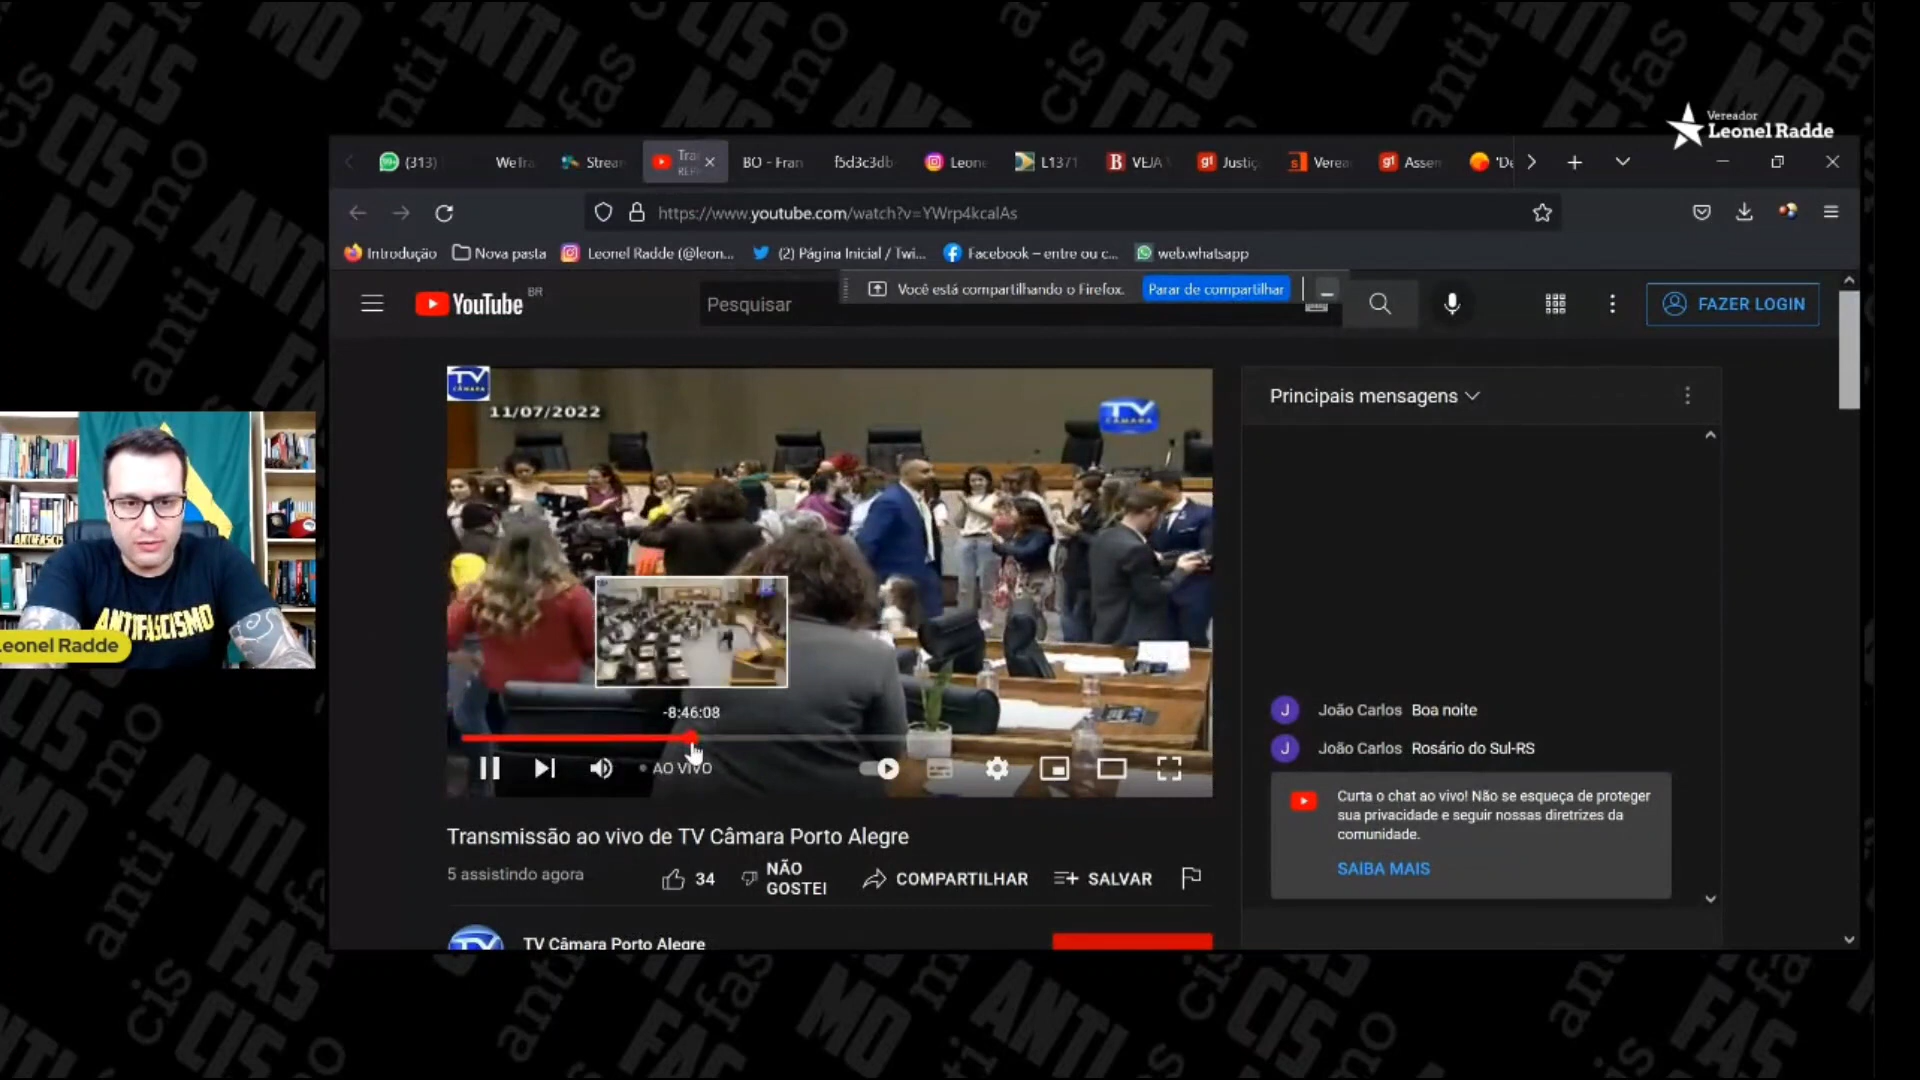 Vereador
Leonel Radde
(313)
WeTra
Stream
Tra
BO - Fran
f5d3c3db
Leone
L1371
VEJA
Justiç
Verea
Assem
'De
https://www.youtube.com/watch?v=YWrp4kcalAs
Introdução
Nova pasta
Leonel Radde (@leon...
(2) Página Inicial / Twi...
Facebook – entre ou c...
web.whatsapp
Você está compartilhando o Firefox.
Parar de compartilhar
YouTube BR
Pesquisar
FAZER LOGIN
TV
CÂMARA
11/07/2022
TV
CÂMARA
Principais mensagens
-8:46:08
AO VIVO
João Carlos Boa noite
João Carlos Rosário do Sul-RS
Curta o chat ao vivo! Não se esqueça de proteger
sua privacidade e seguir nossas diretrizes da
comunidade.
SAIBA MAIS
ANTIFASCISMO
eonel Radde
Transmissão ao vivo de TV Câmara Porto Alegre
5 assistindo agora
34
NÃO
GOSTEI
COMPARTILHAR
SALVAR
TV Câmara Porto Alegre